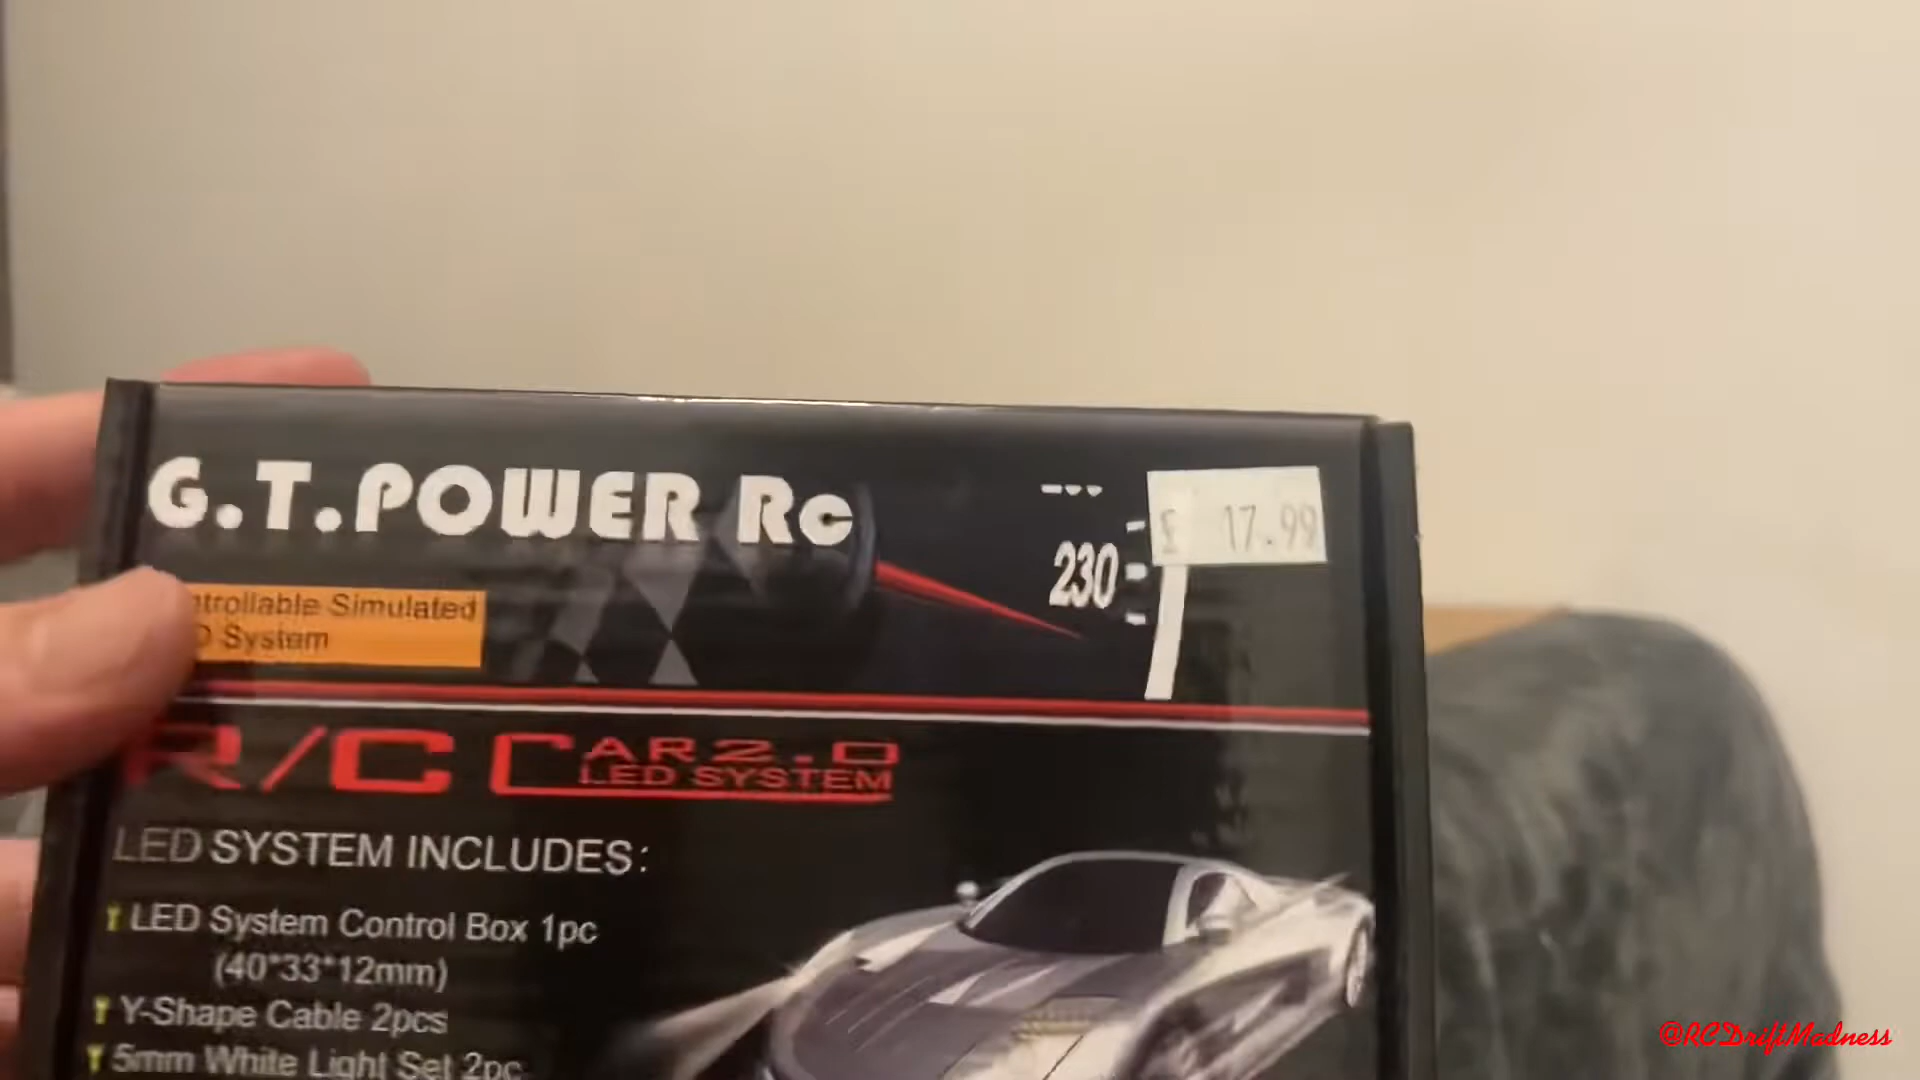 G.T.POWER Rc
230
£ 17.99
ntrollable Simulated
D System
R/C CAR2.0
LED SYSTEM
LED SYSTEM INCLUDES:
LED System Control Box 1pc
(40*33*12mm)
Y-Shape Cable 2pcs
5mm White Light Set 2pc
@RCDriftMadness